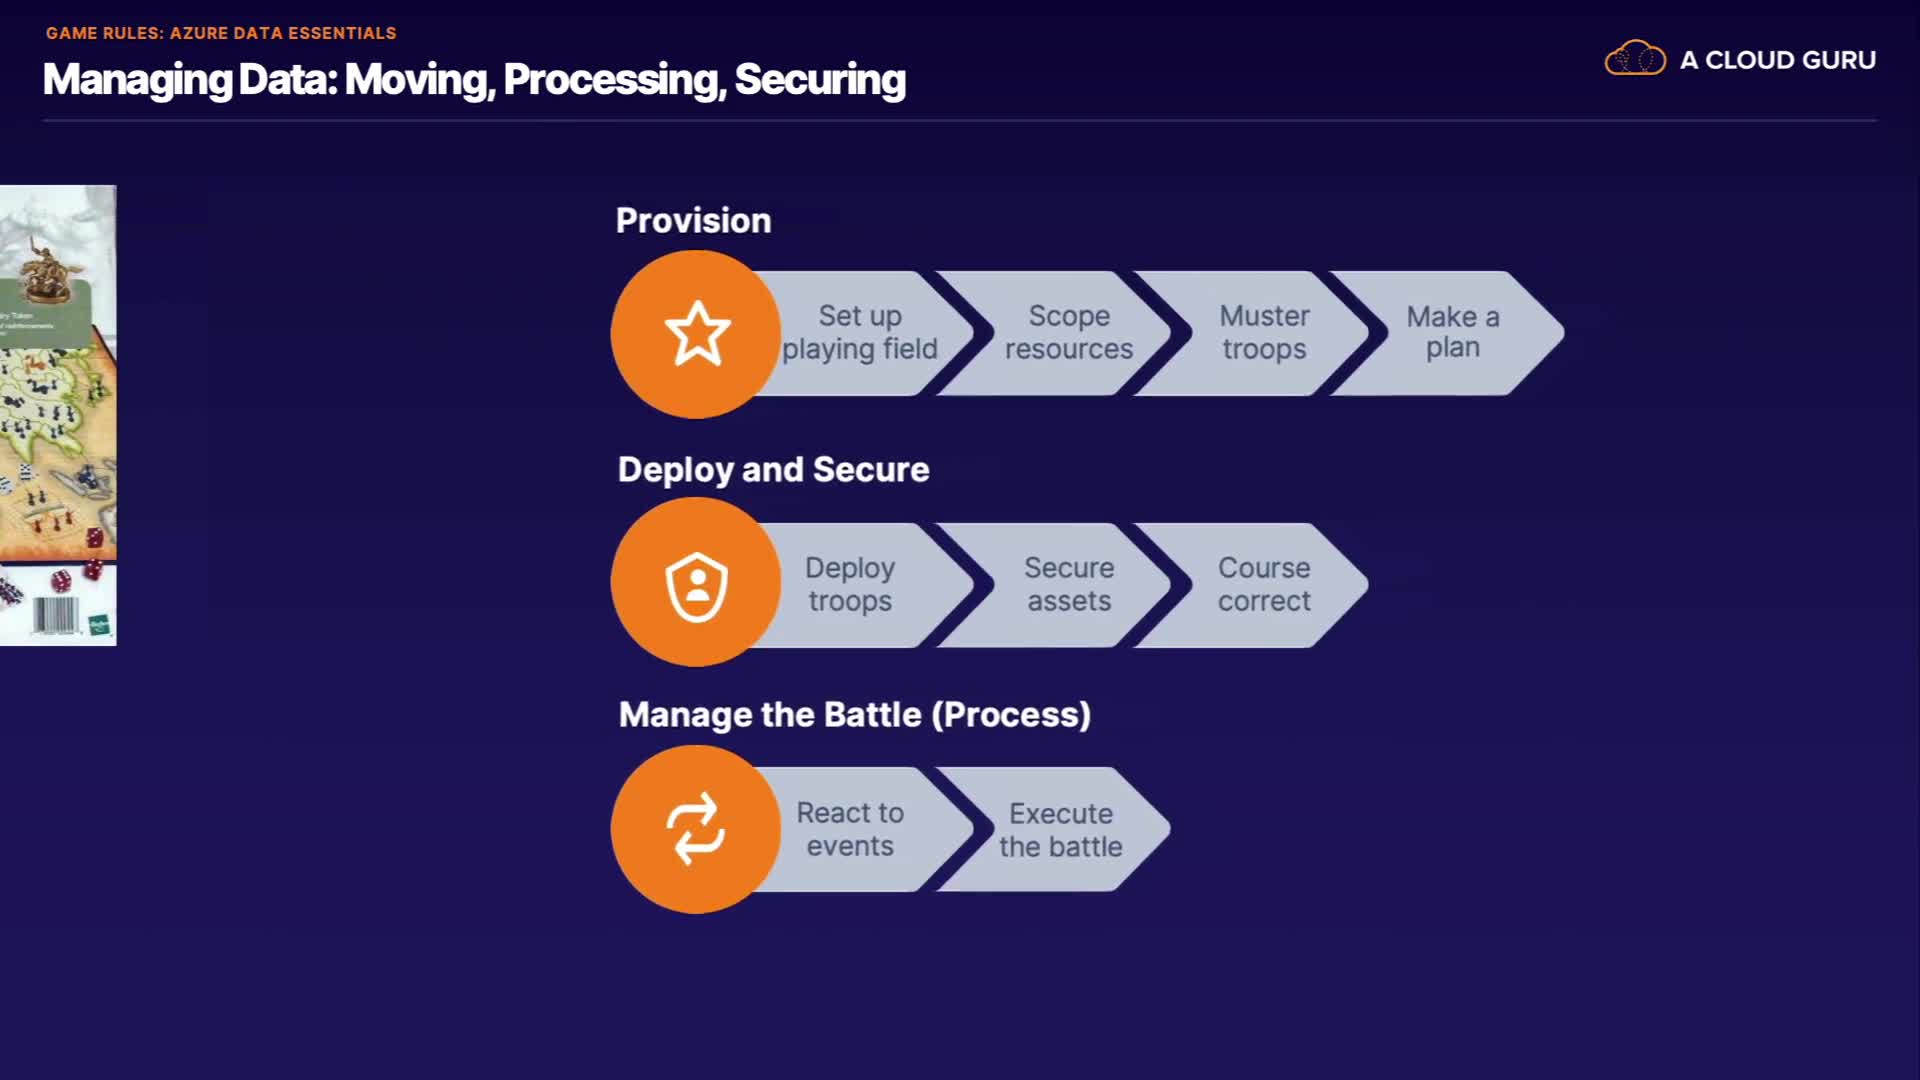 GAME RULES: AZURE DATA ESSENTIALS
Managing Data: Moving, Processing, Securing
A CLOUD GURU
Token
reinforcements
Provision
Set up
playing field
Scope
resources
Muster
troops
Make a
plan
Deploy and Secure
Deploy
troops
Secure
assets
Course
correct
Manage the Battle (Process)
React to
events
Execute
the battle